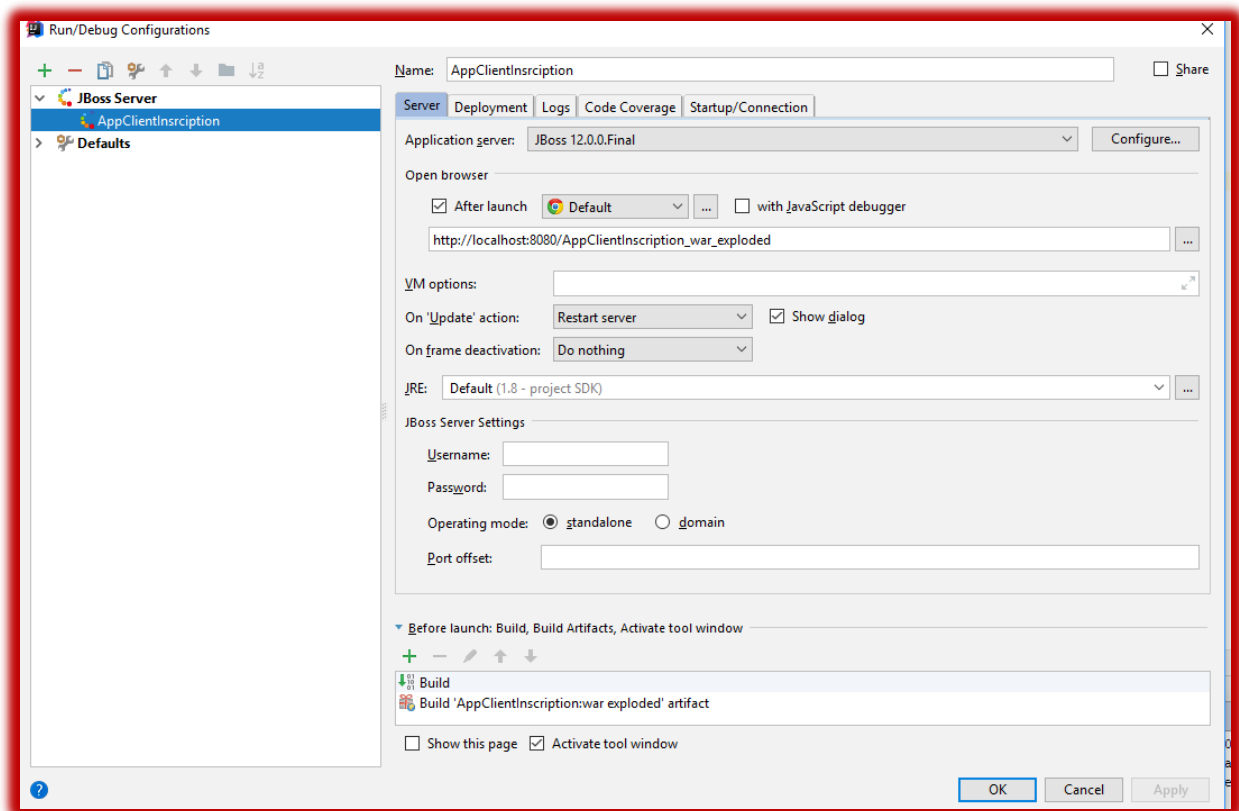 Run/Debug Configurations
Name: AppClientInsrciption Share
JBoss Server
AppClientInsrciption
Defaults
Server Deployment Logs Code Coverage Startup/Connection
Application server: JBoss 12.0.0.Final Configure...
Open browser
After launch Default ... with JavaScript debugger
http://localhost:8080/AppClientInscription_war_exploded ...
VM options:
On 'Update' action: Restart server Show dialog
On frame deactivation: Do nothing
JRE: Default (1.8 - project SDK) ...
JBoss Server Settings
Username:
Password:
Operating mode: standalone domain
Port offset:
Before launch: Build, Build Artifacts, Activate tool window
Build
Build 'AppClientInscription:war exploded' artifact
Show this page Activate tool window
? OK Cancel Apply